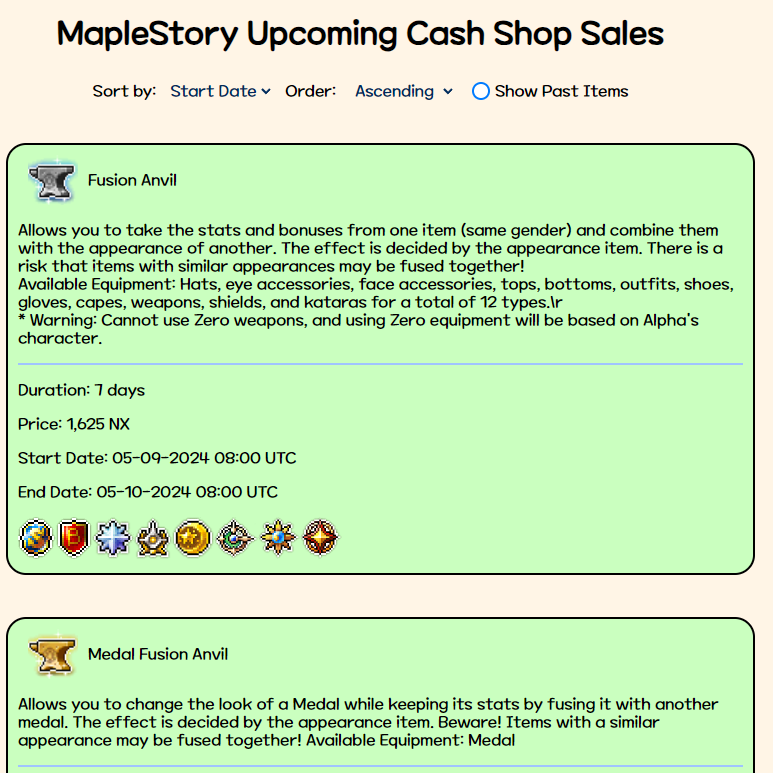 MapleStory Upcoming Cash Shop Sales
Sort by: Start Date Order: Ascending Show Past Items
Fusion Anvil
Allows you to take the stats and bonuses from one item (same gender) and combine them
with the appearance of another. The effect is decided by the appearance item. There is a
risk that items with similar appearances may be fused together!
Available Equipment: Hats, eye accessories, face accessories, tops, bottoms, outfits, shoes,
gloves, capes, weapons, shields, and kataras for a total of 12 types.\r
* Warning: Cannot use Zero weapons, and using Zero equipment will be based on Alpha's
character.
Duration: 7 days
Price: 1,625 NX
Start Date: 05-09-2024 08:00 UTC
End Date: 05-10-2024 08:00 UTC
Medal Fusion Anvil
Allows you to change the look of a Medal while keeping its stats by fusing it with another
medal. The effect is decided by the appearance item. Beware! Items with a similar
appearance may be fused together! Available Equipment: Medal